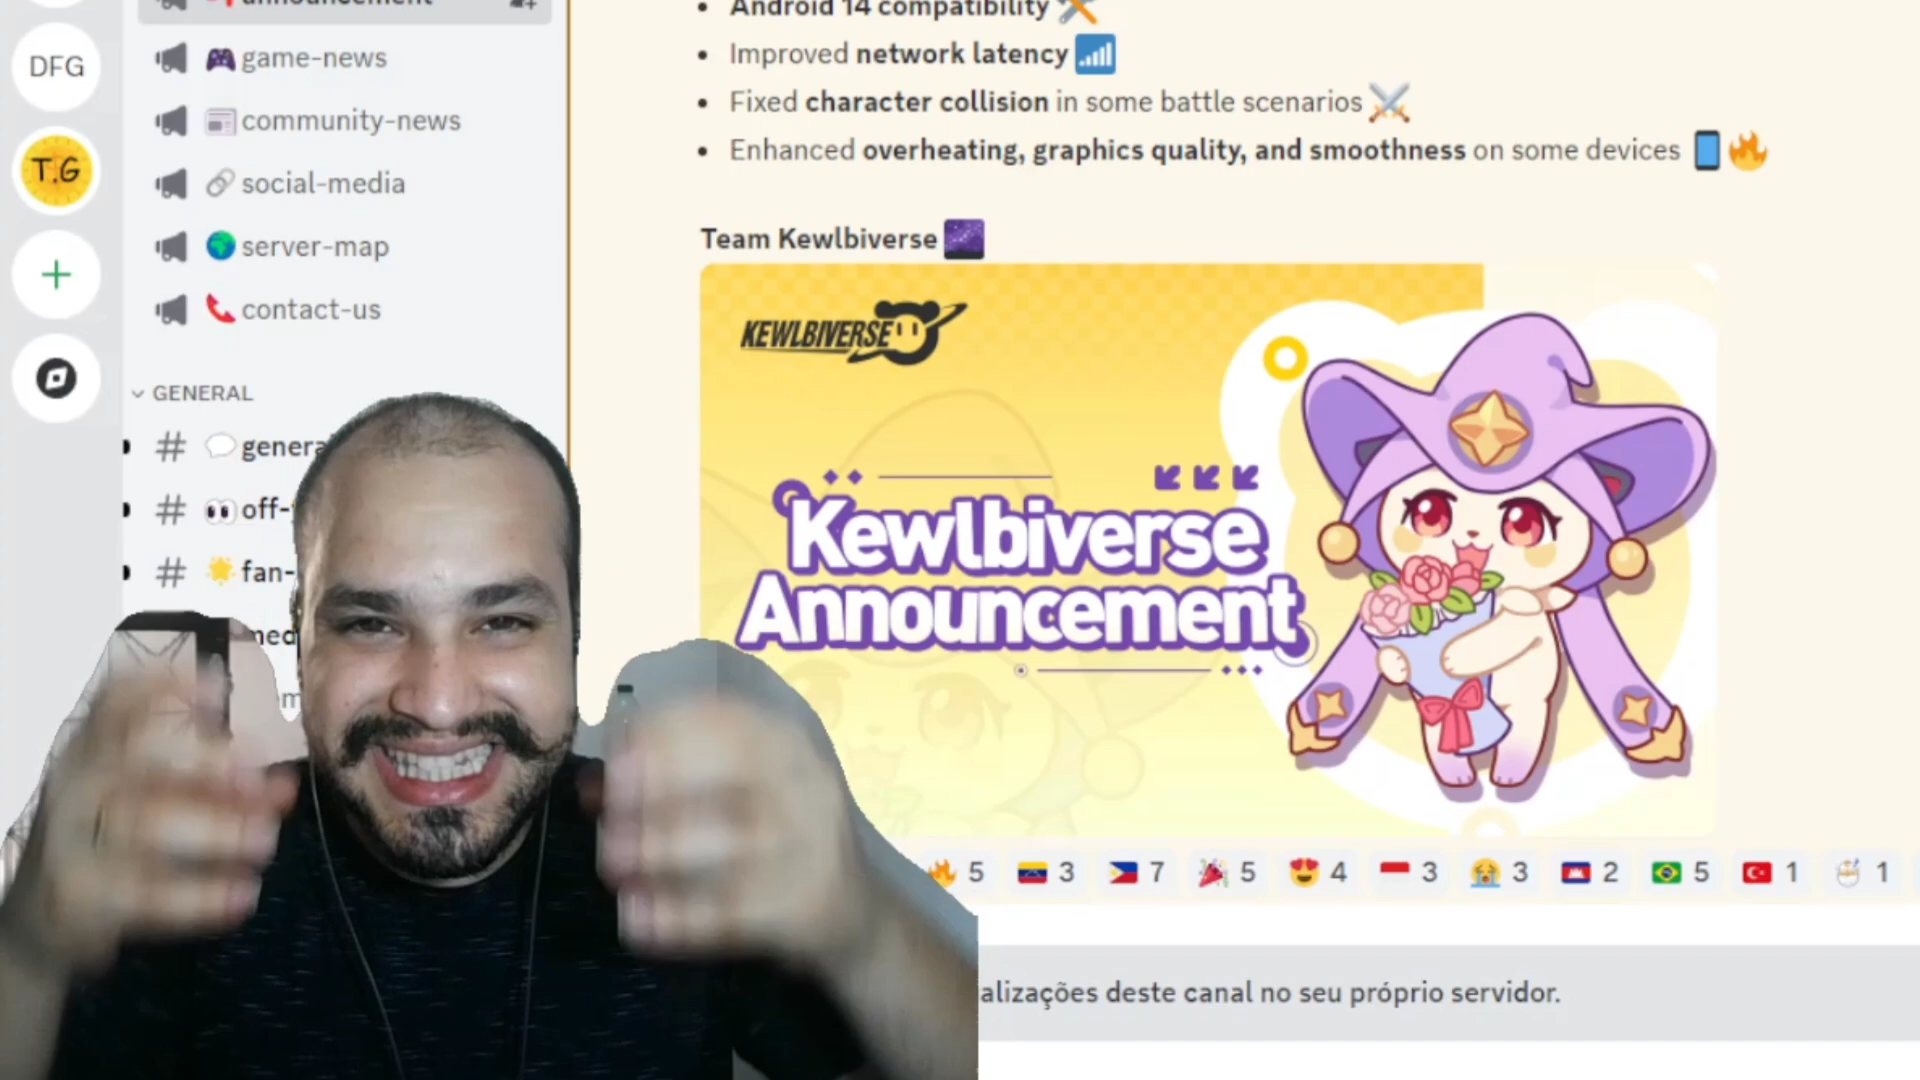 announcement
DFG
game-news
community-news
T.G
social-media
server-map
contact-us
GENERAL
genera
off-
fan-
Android 14 compatibility
Improved network latency
Fixed character collision in some battle scenarios
Enhanced overheating, graphics quality, and smoothness on some devices
Team Kewlbiverse
KEWLBIVERSE
Kewlbiverse
Announcement
5 3 7 5 4 3 3 2 5 1 1
alizações deste canal no seu próprio servidor.